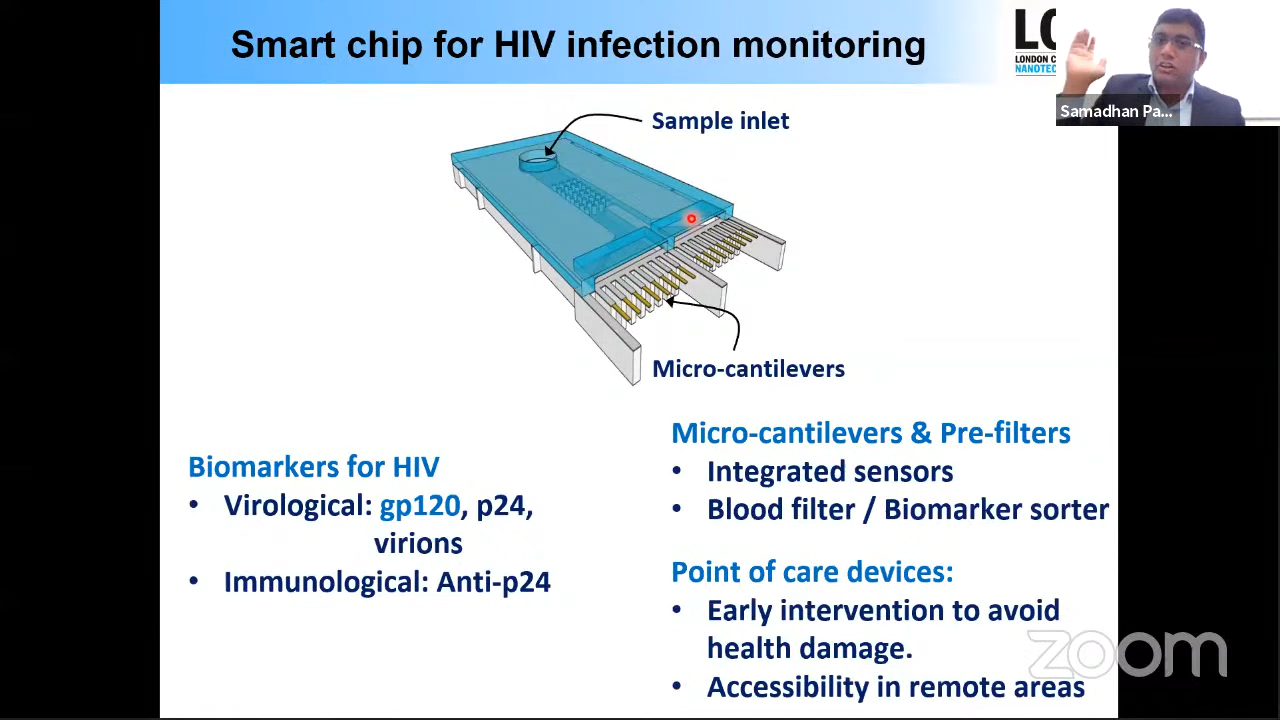 Smart chip for HIV infection monitoring
LONDON C
NANOTEC
Samadhan Pa...
Sample inlet
Micro-cantilevers
Biomarkers for HIV
• Virological: gp120, p24,
virions
• Immunological: Anti-p24
Micro-cantilevers & Pre-filters
• Integrated sensors
• Blood filter / Biomarker sorter
Point of care devices:
• Early intervention to avoid
health damage.
• Accessibility in remote areas
zoom